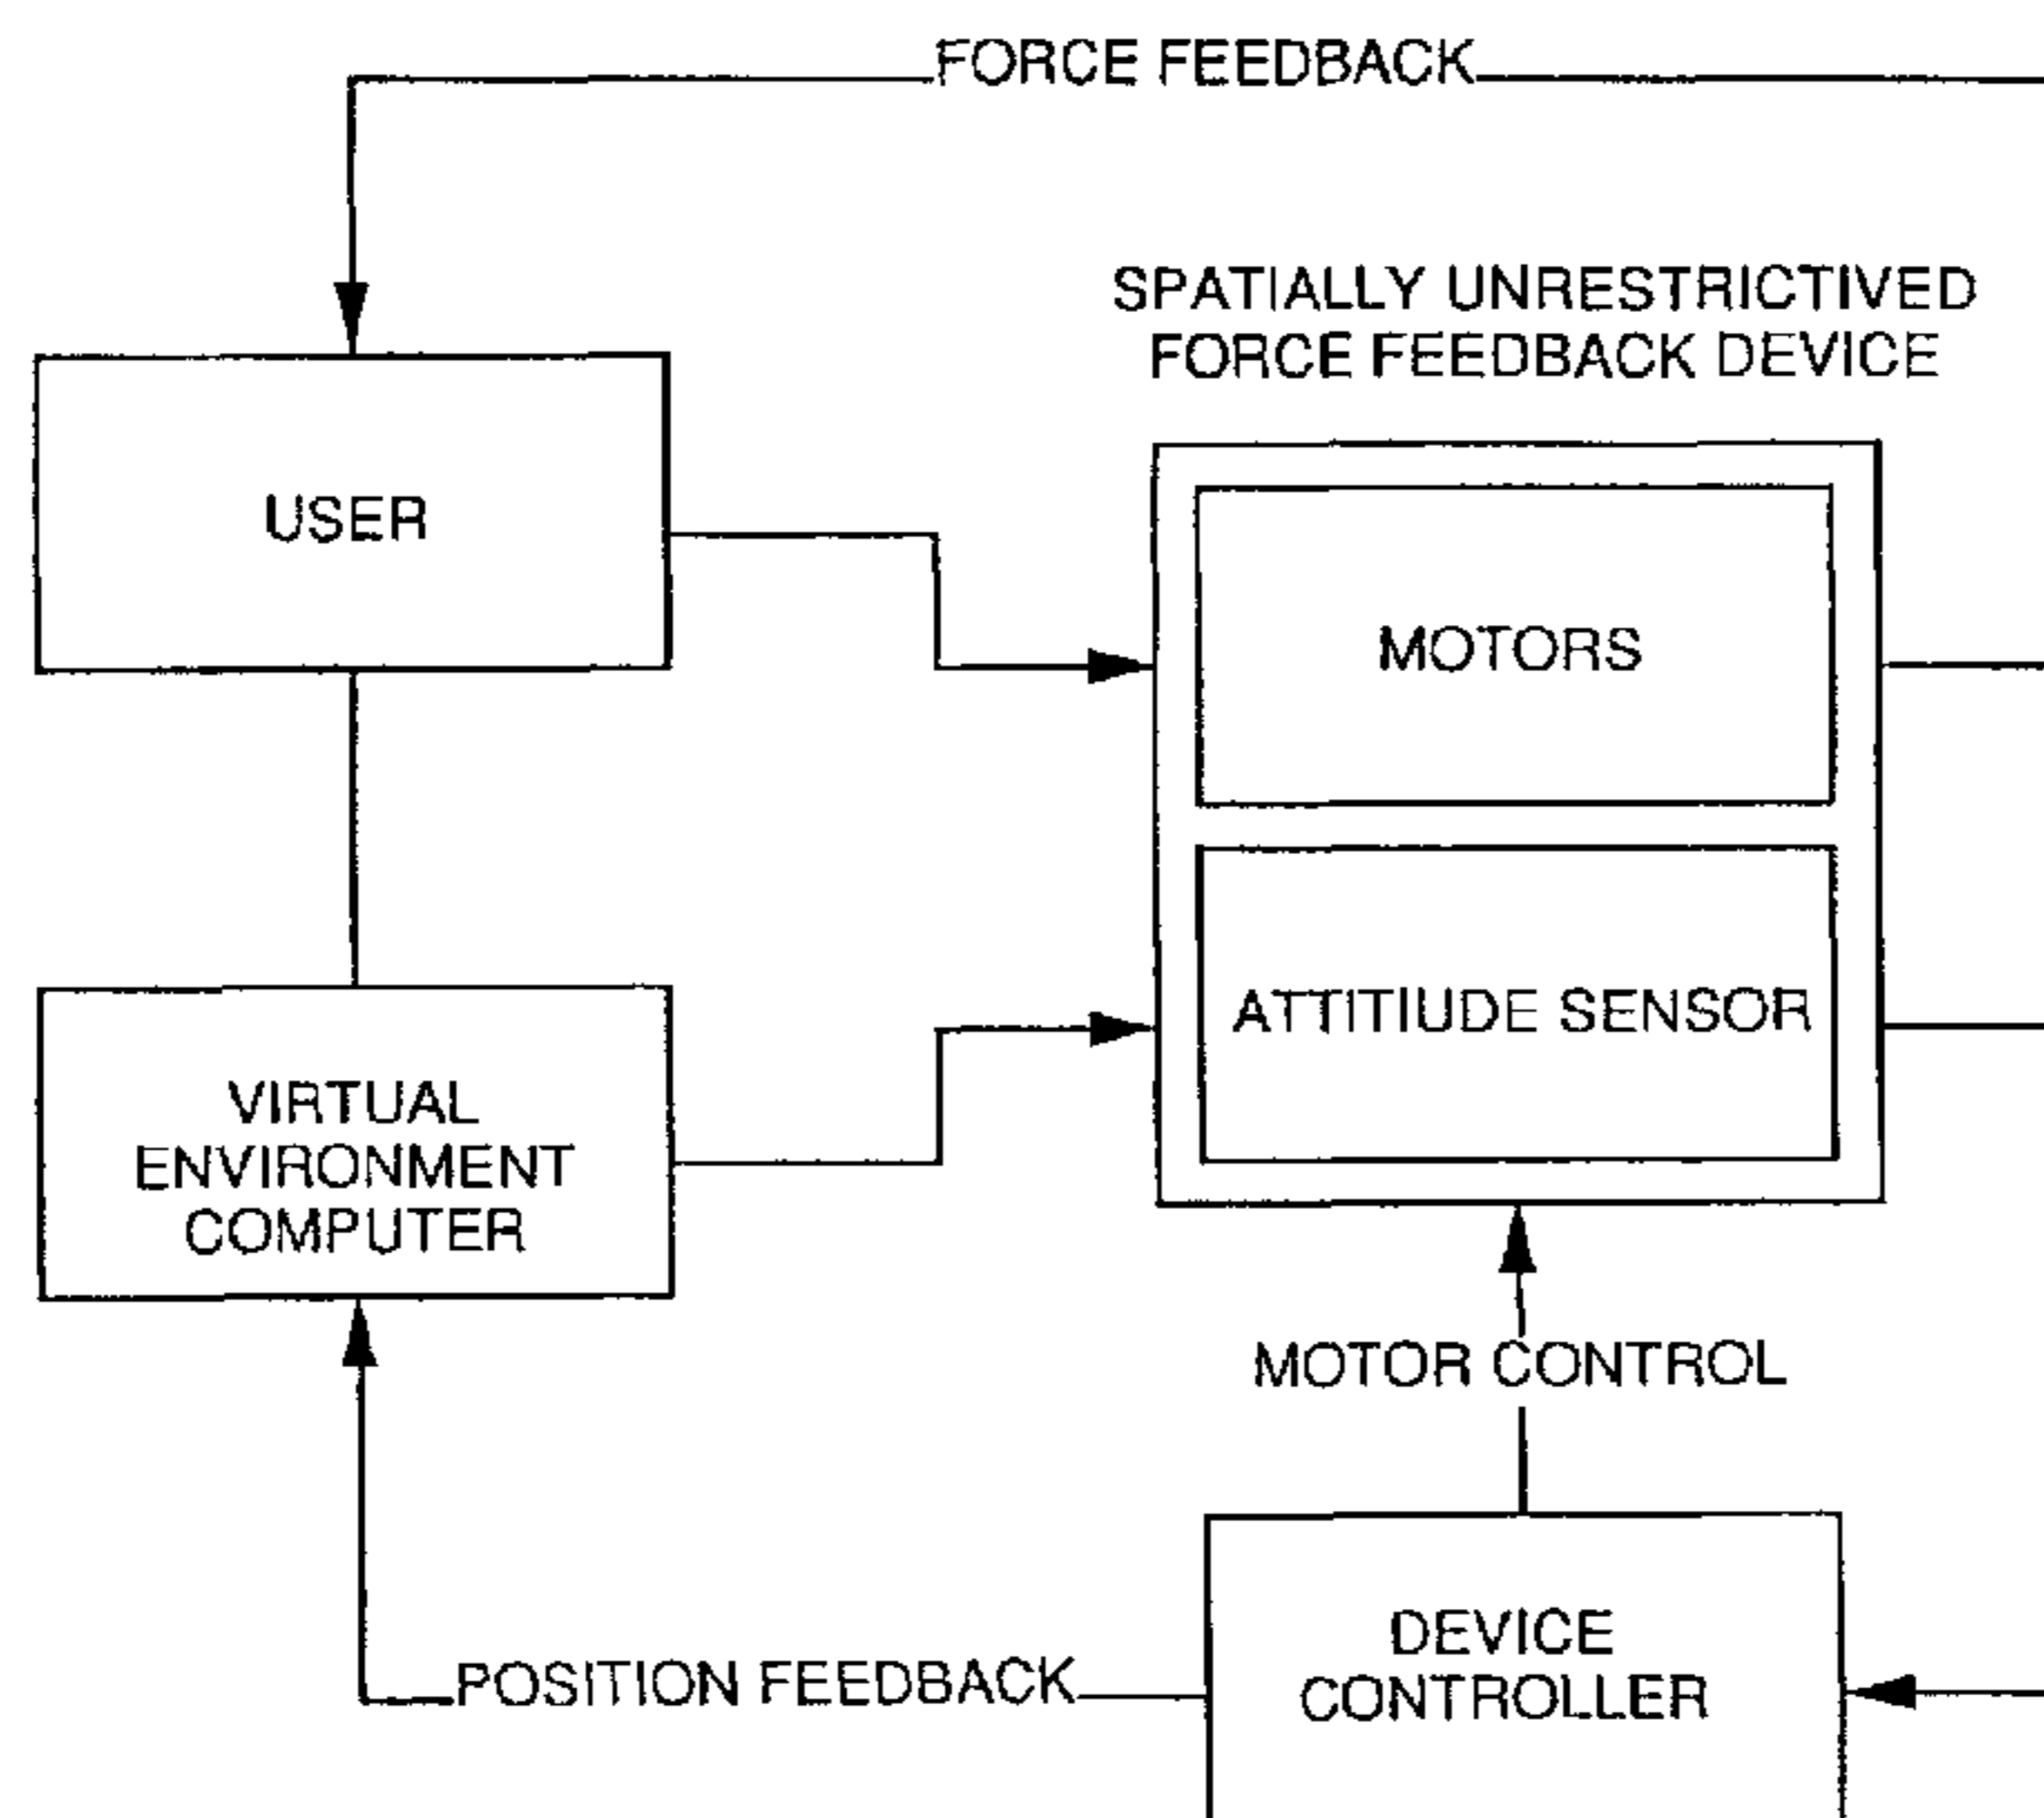 FORCE FEEDBACK
SPATIALLY UNRESTRICTIVED
FORCE FEEDBACK DEVICE
USER
MOTORS
ATTITIUDE SENSOR
VIRTUAL
ENVIRONMENT
COMPUTER
MOTOR CONTROL
DEVICE
CONTROLLER
POSITION FEEDBACK